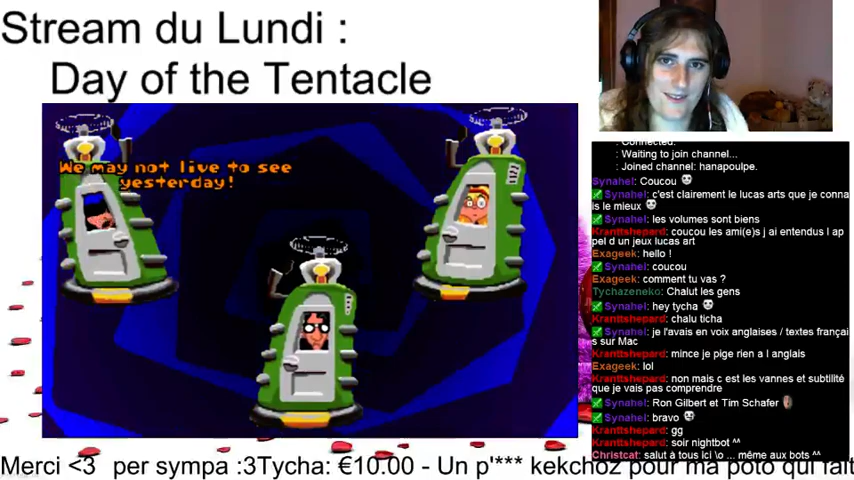 Stream du Lundi :
Day of the Tentacle
We may not live to see
yesterday!
: Connected.
: Waiting to join channel...
: Joined channel: hanapoulpe.
Synahel: Coucou
Synahel: c'est clairement le lucas arts que je conna
is le mieux
Synahel: les volumes sont biens
Kranttshepard: coucou les ami(e)s j ai entendus l ap
pel d un jeux lucas art
Exageek: hello !
Synahel: coucou
Exageek: comment tu vas ?
Tychazeneko: Chalut les gens
Synahel: hey tycha
Kranttshepard: chalu ticha
Synahel: je l'avais en voix anglaises / textes françai
s sur Mac
Kranttshepard: mince je pige rien a l anglais
Exageek: lol
Kranttshepard: non mais c est les vannes et subtilité
que je vais pas comprendre
Synahel: Ron Gilbert et Tim Schafer
Synahel: bravo
Kranttshepard: gg
Kranttshepard: soir nightbot ^^
Christcat: salut à tous ici \o ... même aux bots ^^
Merci <3 per sympa :3Tycha: €10.00 - Un p'*** kekchoz pour ma poto qui fait